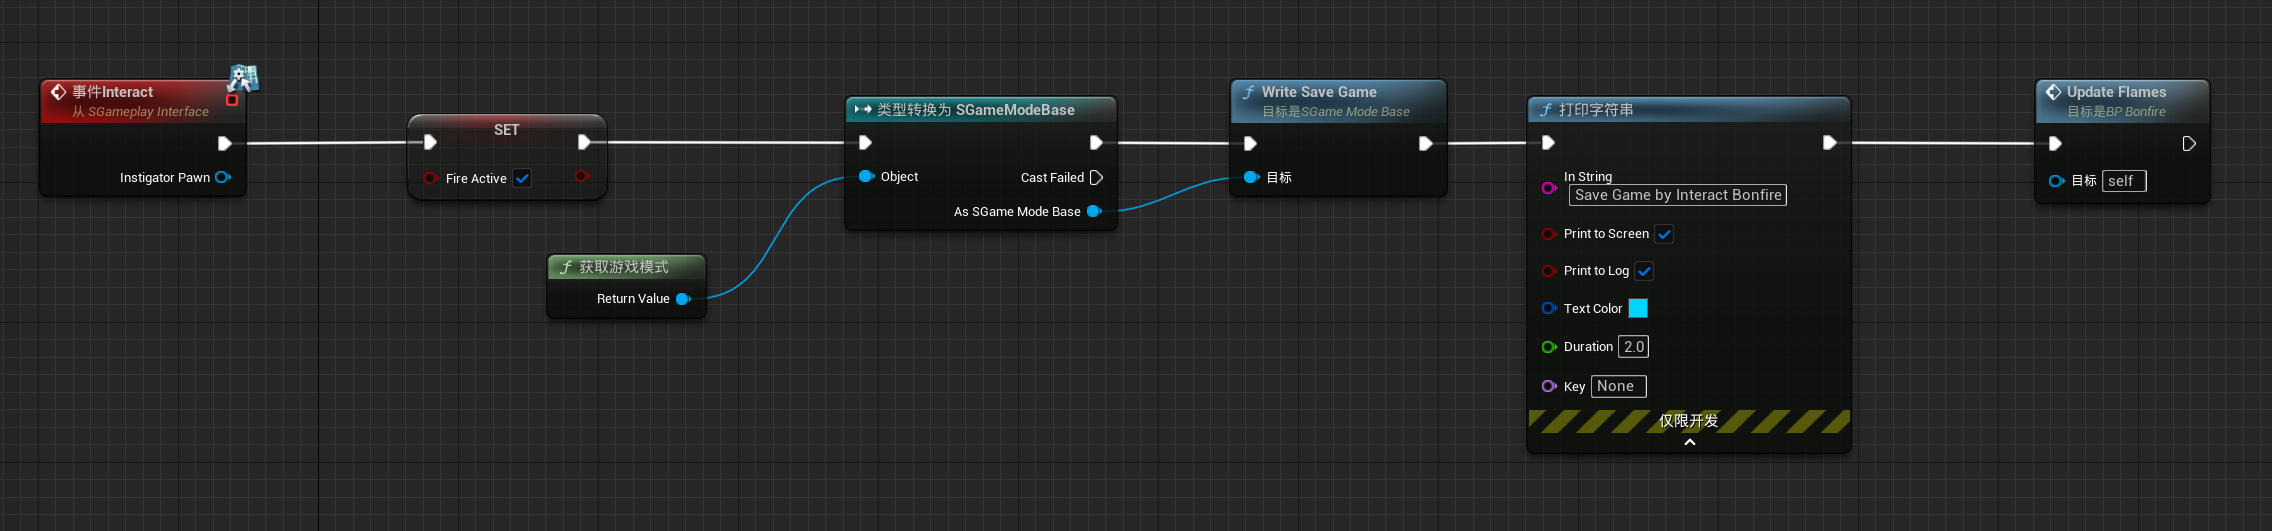 事件Interact
从 SGameplay Interface
Instigator Pawn
SET
Fire Active
获取游戏模式
Return Value
类型转换为 SGameModeBase
Object
Cast Failed
As SGame Mode Base
Write Save Game
目标是SGame Mode Base
目标
打印字符串
In String
Save Game by Interact Bonfire
Print to Screen
Print to Log
Text Color
Duration 2.0
Key None
仅限开发
Update Flames
目标是BP Bonfire
目标 self